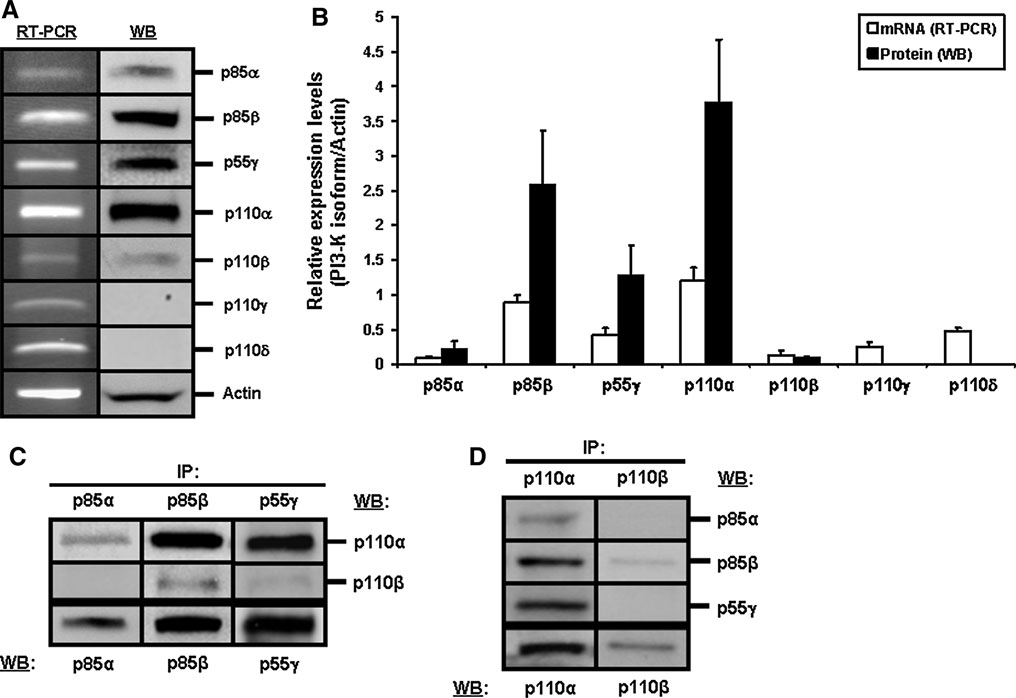 A
RT-PCR WB
p85α
p85β
p55γ
p110α
p110β
p110γ
p110δ
Actin
B
Relative expression levels
(PI3-K isoform/Actin)
5
4.5
4
3.5
3
2.5
2
1.5
1
0.5
0
mRNA (RT-PCR)
Protein (WB)
p85α p85β p55γ p110α p110β p110γ p110δ
C
IP:
p85α p85β p55γ WB:
p110α
p110β
WB: p85α p85β p55γ
D
IP:
p110α p110β WB:
p85α
p85β
p55γ
WB: p110α p110β